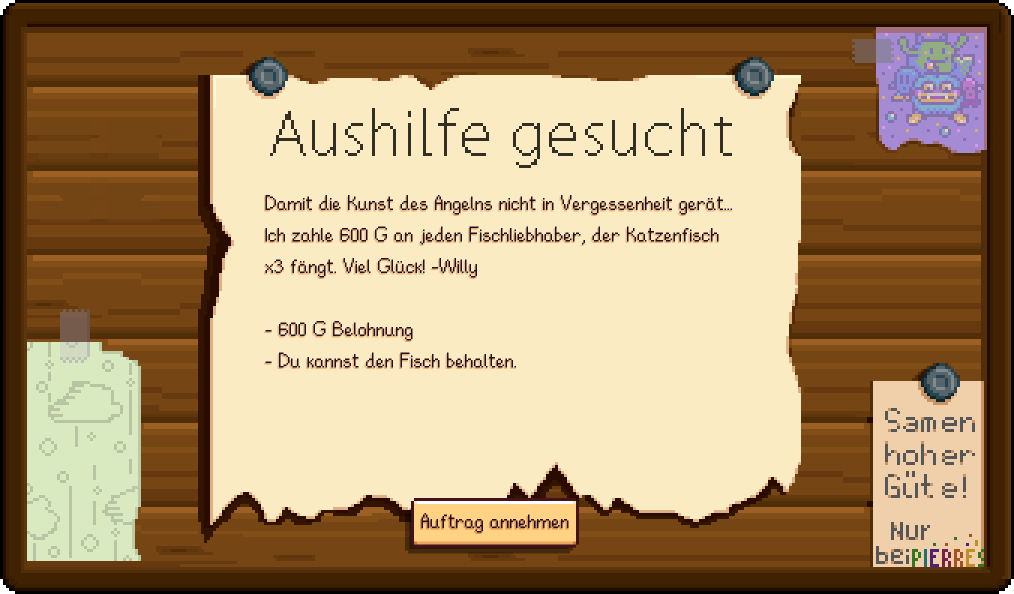 Aushilfe gesucht
Damit die Kunst des Angelns nicht in Vergessenheit gerät...
Ich zahle 600 G an jeden Fischliebhaber, der Katzenfisch
x3 fängt. Viel Glück! -Willy
- 600 G Belohnung
- Du kannst den Fisch behalten.
Auftrag annehmen
Samen
hoher
Güte!
Nur...
bei PIERRES